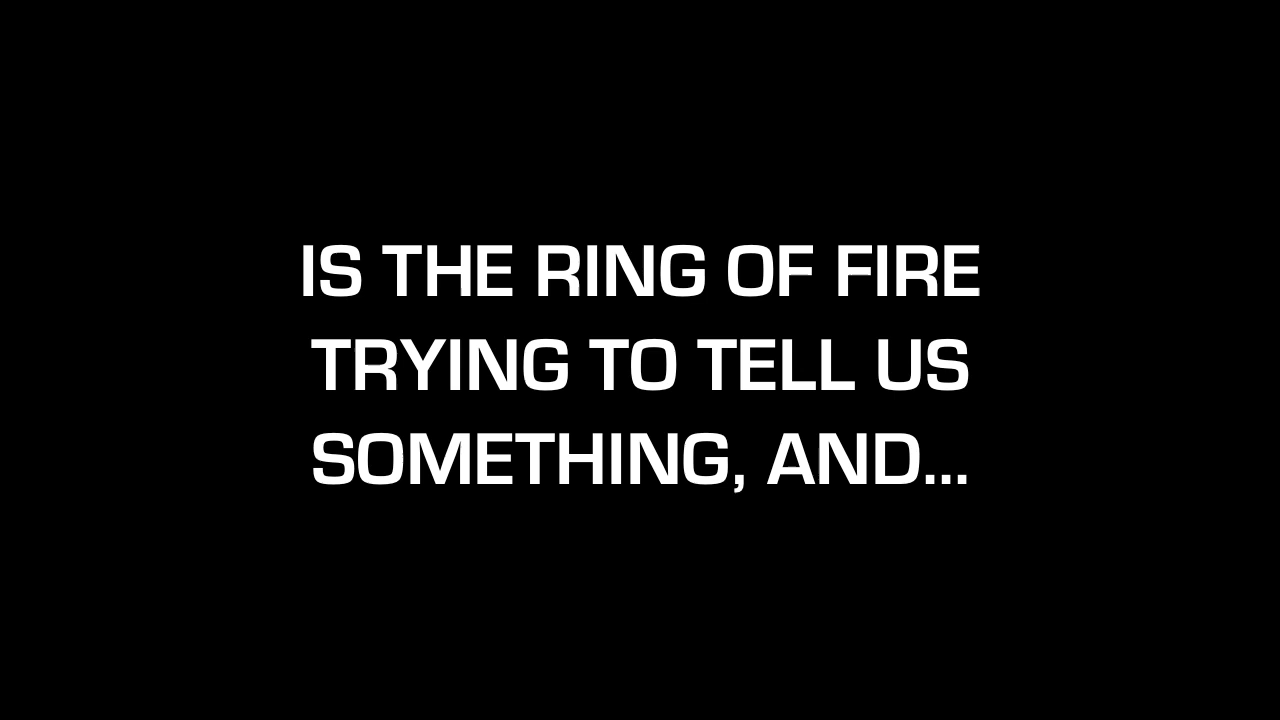 IS THE RING OF FIRE
TRYING TO TELL US
SOMETHING, AND...